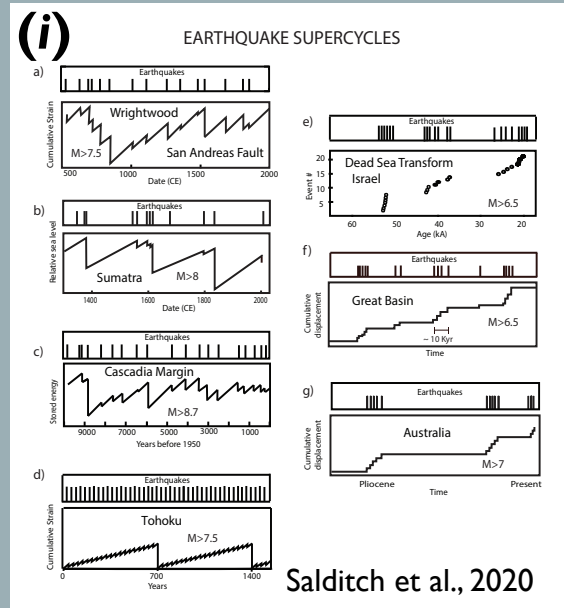 (i)
EARTHQUAKE SUPERCYCLES
a)
Earthquakes
Cumulative Strain
Wrightwood
M>7.5
San Andreas Fault
500 1000 1500 2000
Date (CE)
b)
Earthquakes
Relative sea level
Sumatra
M>8
1400 1600 1800 2000
Date (CE)
c)
Earthquakes
Stored energy
Cascadia Margin
M>8.7
9000 7000 5000 3000 1000
Years before 1950
d)
Earthquakes
Cumulative Strain
Tohoku
M>7.5
0 700 1400
Years
e)
Earthquakes
Event #
20
15
10
5
Dead Sea Transform
Israel
M>6.5
60 50 40 30 20
Age (kA)
f)
Earthquakes
Cumulative
displacement
Great Basin
M>6.5
~ 10 Kyr
Time
g)
Earthquakes
Cumulative
displacement
Australia
M>7
Pliocene Present
Time
Salditch et al., 2020